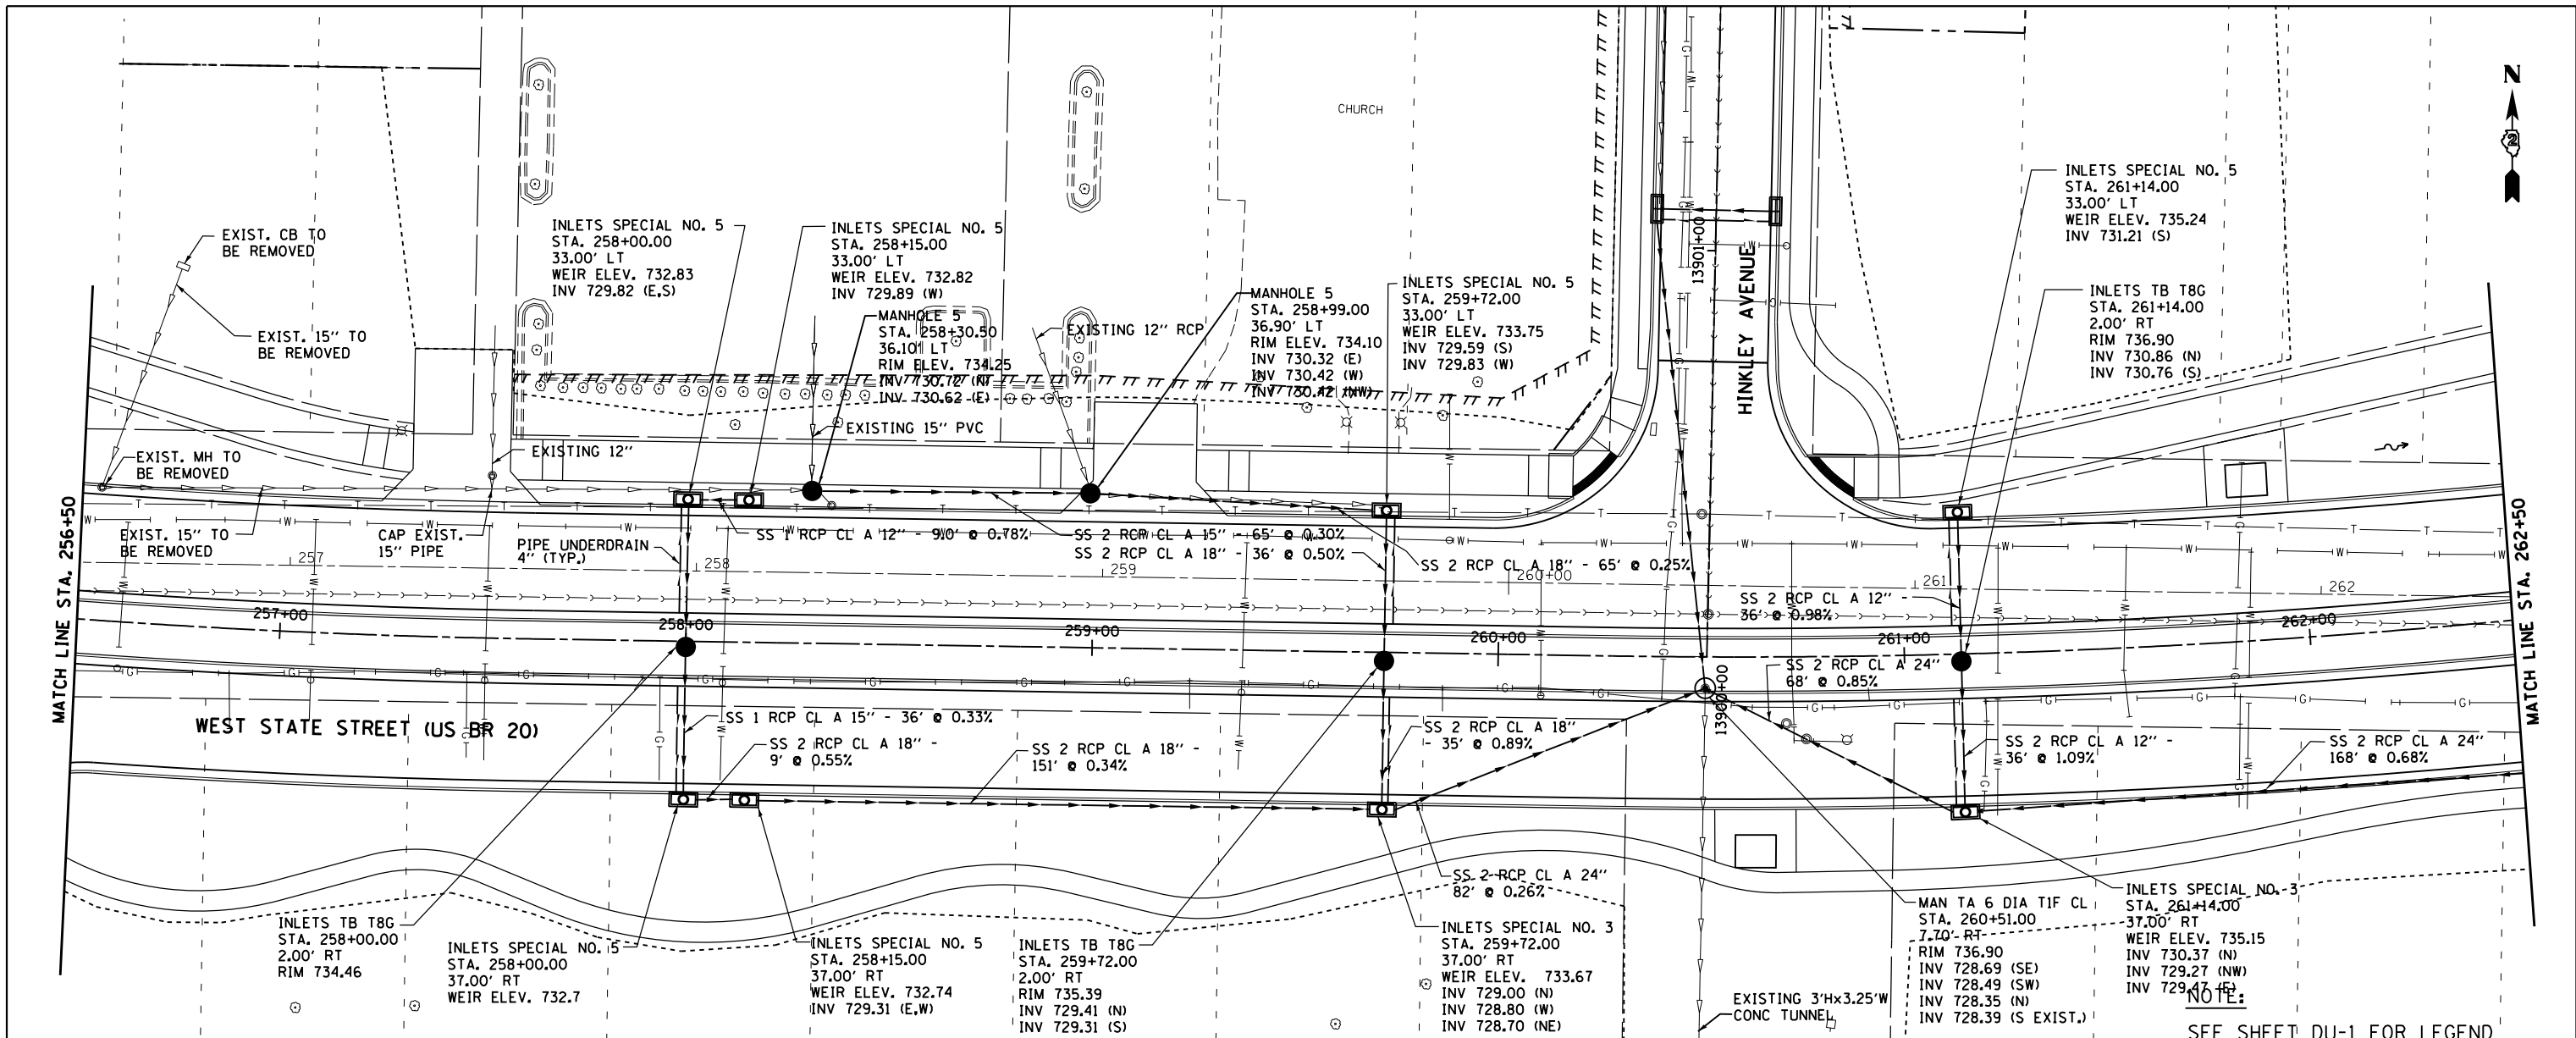 N
2
CHURCH
EXIST. CB TO
BE REMOVED
EXIST. 15" TO
BE REMOVED
EXIST. MH TO
BE REMOVED
EXIST. 15" TO
BE REMOVED
CAP EXIST.
15" PIPE
EXISTING 12"
PIPE UNDERDRAIN
4" (TYP.)
INLETS SPECIAL NO. 5
STA. 258+00.00
33.00' LT
WEIR ELEV. 732.83
INV 729.82 (E,S)
INLETS SPECIAL NO. 5
STA. 258+15.00
33.00' LT
WEIR ELEV. 732.82
INV 729.89 (W)
MANHOLE 5
STA. 258+30.50
36.10' LT
RIM ELEV. 734.25
INV 730.72 (N)
INV 730.62 (E)
EXISTING 15" PVC
EXISTING 12" RCP
MANHOLE 5
STA. 258+99.00
36.90' LT
RIM ELEV. 734.10
INV 730.32 (E)
INV 730.42 (W)
INV 730.42 (NW)
INLETS SPECIAL NO. 5
STA. 259+72.00
33.00' LT
WEIR ELEV. 733.75
INV 729.59 (S)
INV 729.83 (W)
13901+00
HINKLEY AVENUE
INLETS SPECIAL NO. 5
STA. 261+14.00
33.00' LT
WEIR ELEV. 735.24
INV 731.21 (S)
INLETS TB T8G
STA. 261+14.00
2.00' RT
RIM 736.90
INV 730.86 (N)
INV 730.76 (S)
MATCH LINE STA. 256+50
MATCH LINE STA. 262+50
SS 1 RCP CL A 12" - 9.0' @ 0.78%
SS 2 RCP CL A 15" - 65' @ 0.30%
SS 2 RCP CL A 18" - 36' @ 0.50%
SS 2 RCP CL A 18" - 65' @ 0.25%
SS 2 RCP CL A 12"
36' @ 0.98%
257
258
259
260+00
261
262
257+00
258+00
259+00
260+00
261+00
262+00
13900+00
SS 2 RCP CL A 24"
68' @ 0.85%
WEST STATE STREET (US BR 20)
SS 1 RCP CL A 15" - 36' @ 0.33%
SS 2 RCP CL A 18" -
9' @ 0.55%
SS 2 RCP CL A 18" -
151' @ 0.34%
SS 2 RCP CL A 18"
- 35' @ 0.89%
SS 2 RCP CL A 12" -
36' @ 1.09%
SS 2 RCP CL A 24"
168' @ 0.68%
SS 2 RCP CL A 24"
82' @ 0.26%
INLETS TB T8G
STA. 258+00.00
2.00' RT
RIM 734.46
INLETS SPECIAL NO. 5
STA. 258+00.00
37.00' RT
WEIR ELEV. 732.7
INLETS SPECIAL NO. 5
STA. 258+15.00
37.00' RT
WEIR ELEV. 732.74
INV 729.31 (E,W)
INLETS TB T8G
STA. 259+72.00
2.00' RT
RIM 735.39
INV 729.41 (N)
INV 729.31 (S)
INLETS SPECIAL NO. 3
STA. 259+72.00
37.00' RT
WEIR ELEV. 733.67
INV 729.00 (N)
INV 728.80 (W)
INV 728.70 (NE)
EXISTING 3'Hx3.25'W
CONC TUNNEL
MAN TA 6 DIA T1F CL
STA. 260+51.00
7.70' RT
RIM 736.90
INV 728.69 (SE)
INV 728.49 (SW)
INV 728.35 (N)
INV 728.39 (S EXIST.)
INLETS SPECIAL NO. 3
STA. 261+14.00
37.00' RT
WEIR ELEV. 735.15
INV 730.37 (N)
INV 729.27 (NW)
INV 729.47 (E)
NOTE:
SEE SHEET DU-1 FOR LEGEND